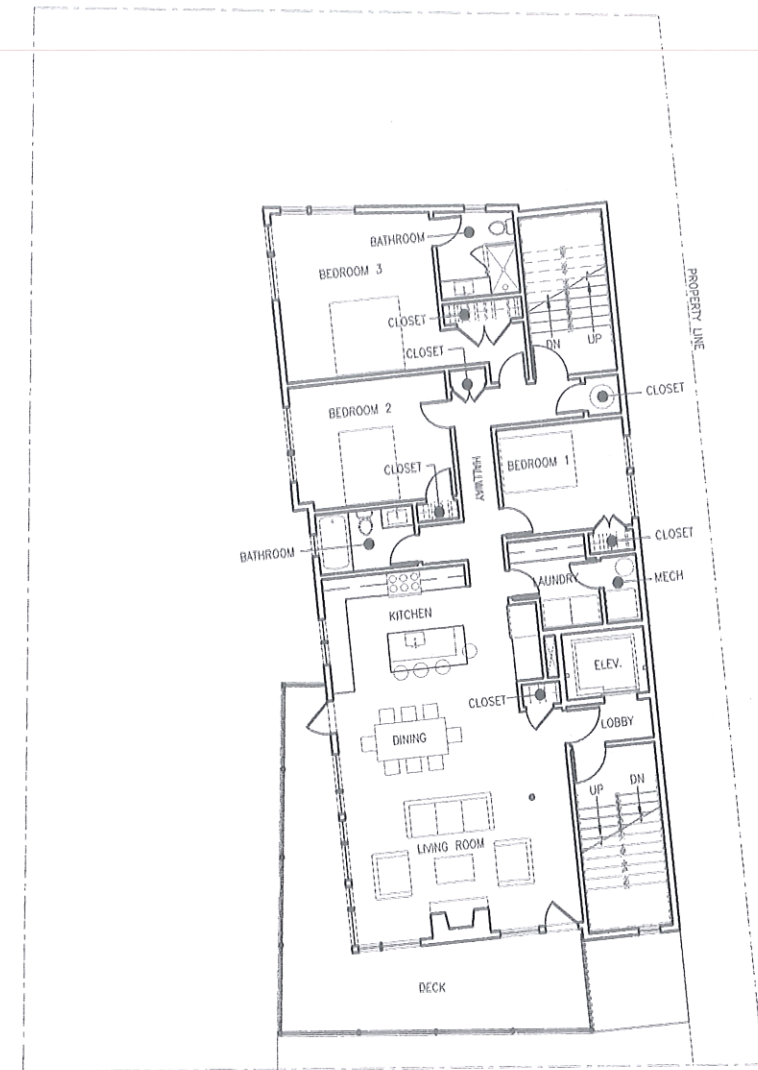 BATHROOM
BEDROOM 3
PROPERTY LINE
CLOSET
DN
UP
CLOSET
CLOSET
BEDROOM 2
HALLWAY
BEDROOM 1
CLOSET
CLOSET
BATHROOM
LAUNDRY
MECH
KITCHEN
ELEV.
CLOSET
LOBBY
DINING
UP
DN
LIVING ROOM
DECK